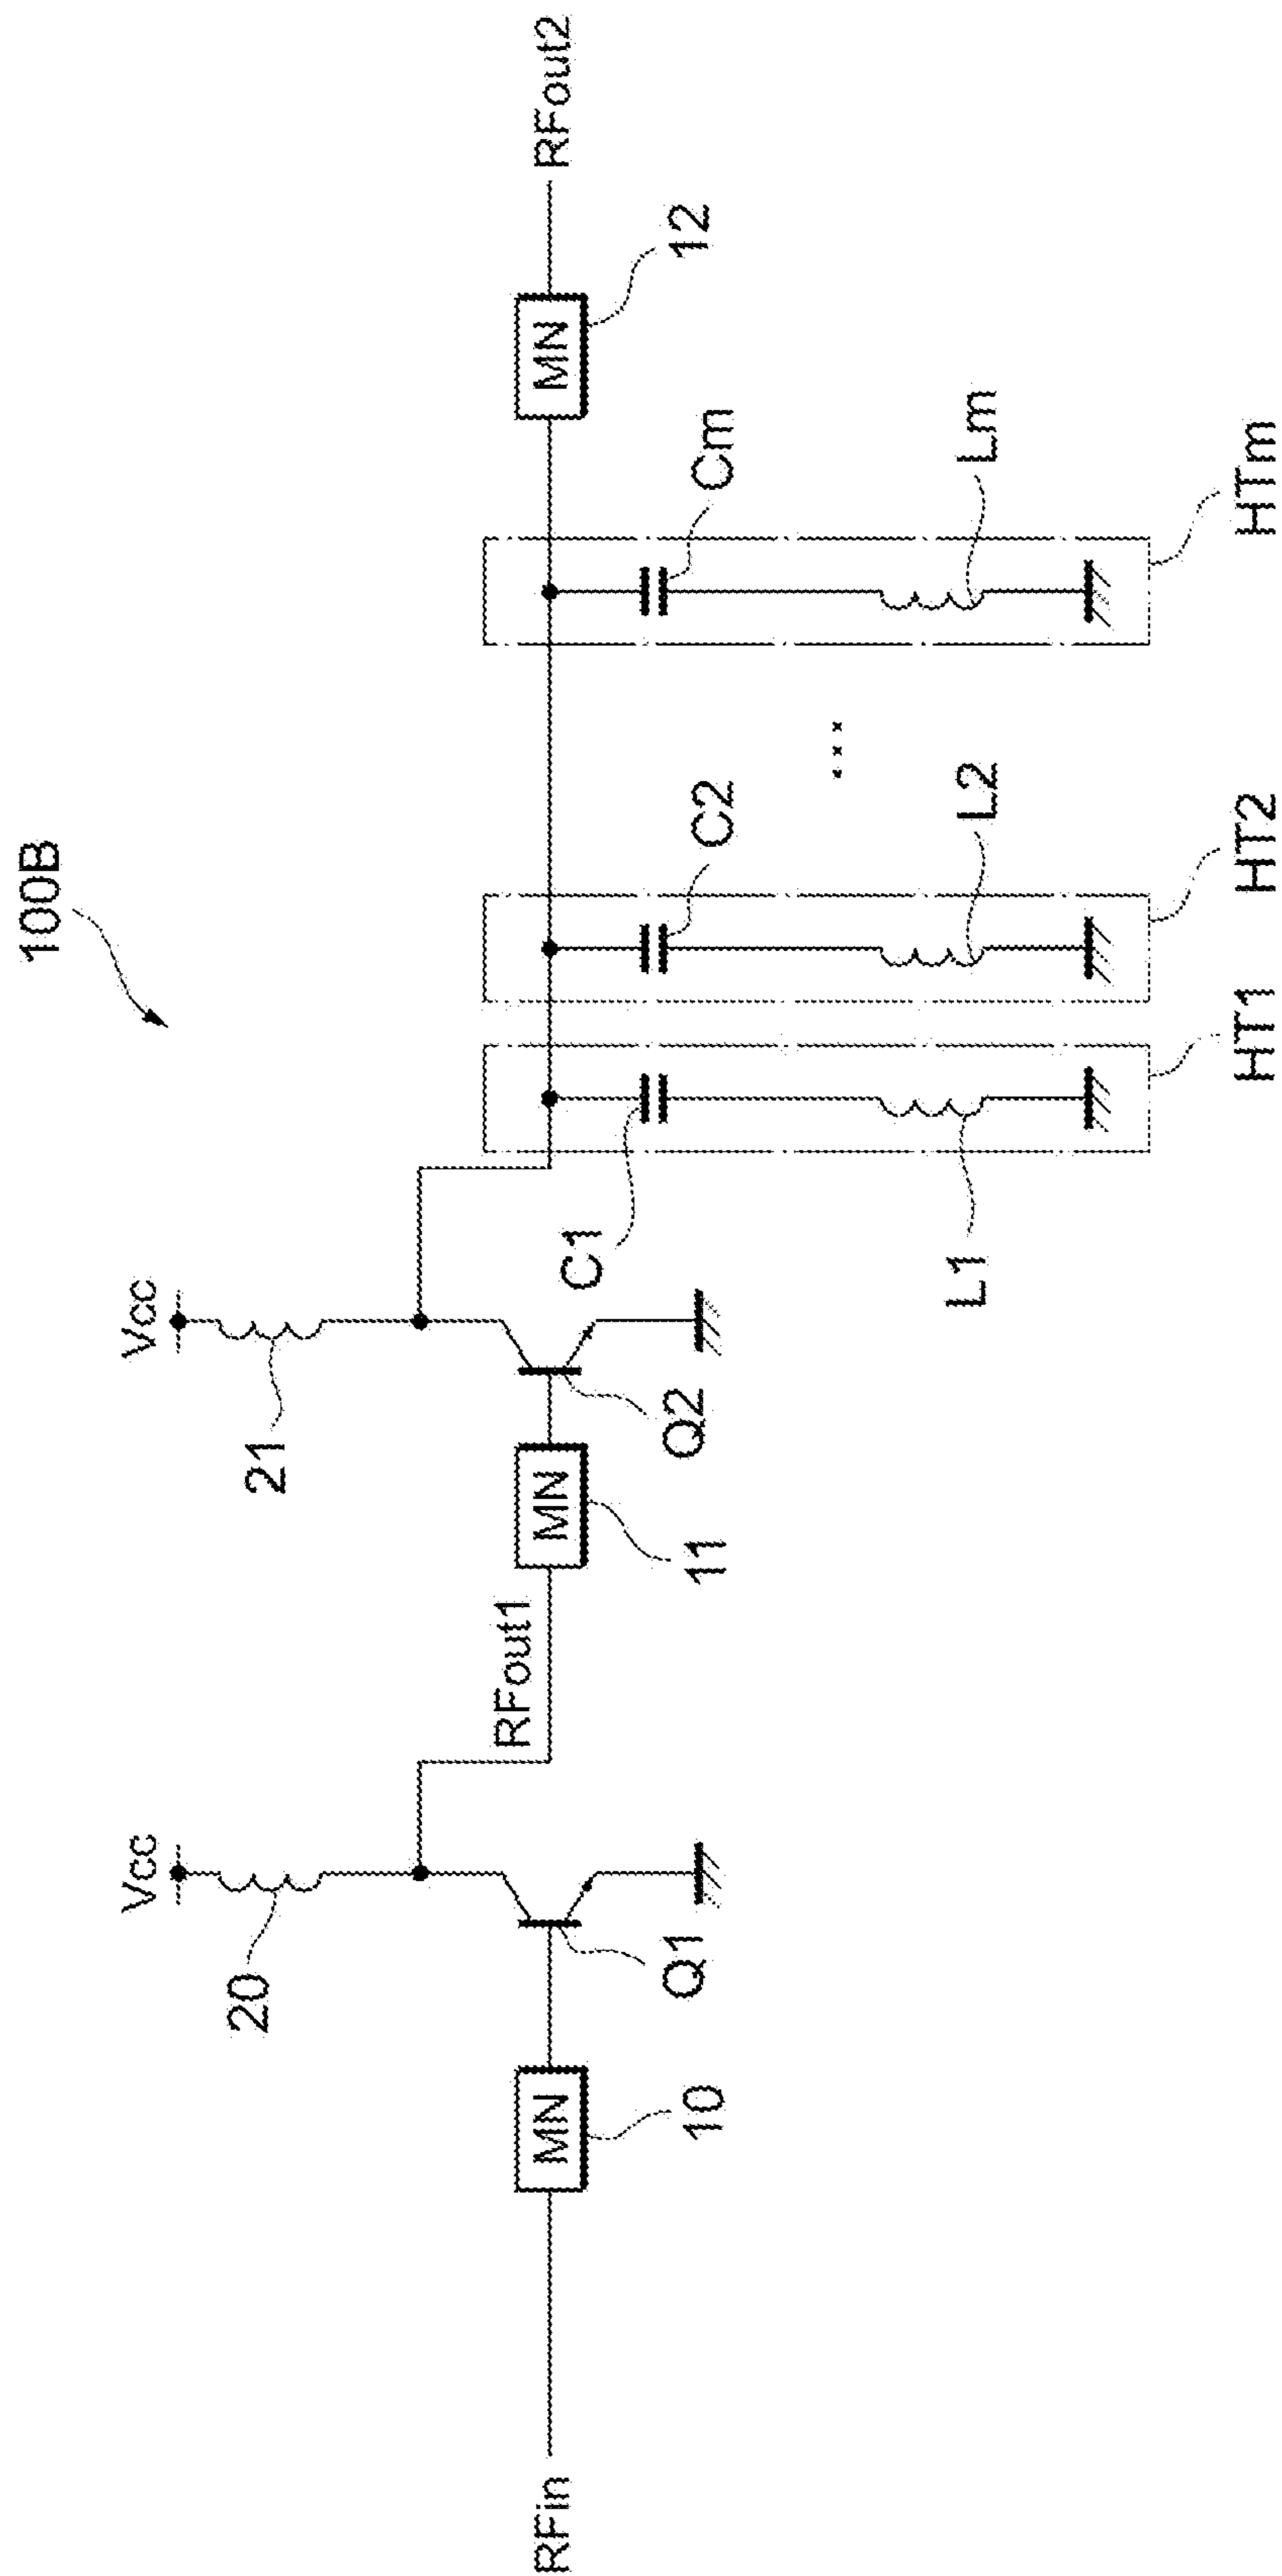 100B
Vcc
Vcc
20
21
RFout1
RFin
MN
MN
MN
RFout2
10
Q1
11
Q2
12
C1
C2
Cm
L1
L2
Lm
...
HT1
HT2
HTm